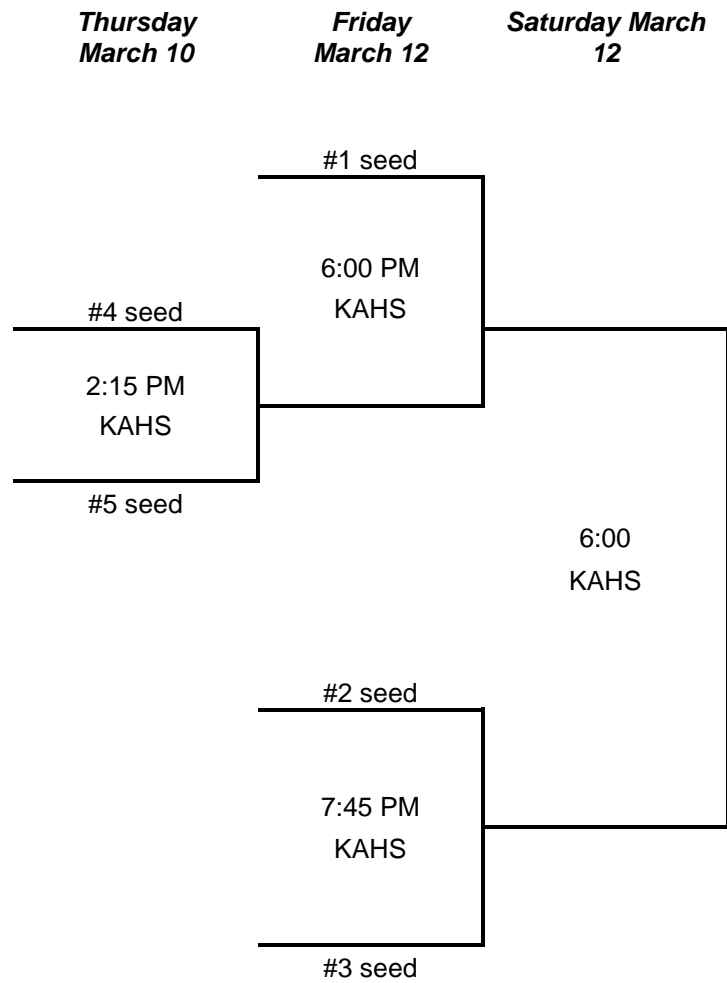 Thursday
March 10
Friday
March 12
Saturday March
12
#1 seed
6:00 PM
KAHS
#4 seed
2:15 PM
KAHS
#5 seed
6:00
KAHS
#2 seed
7:45 PM
KAHS
#3 seed